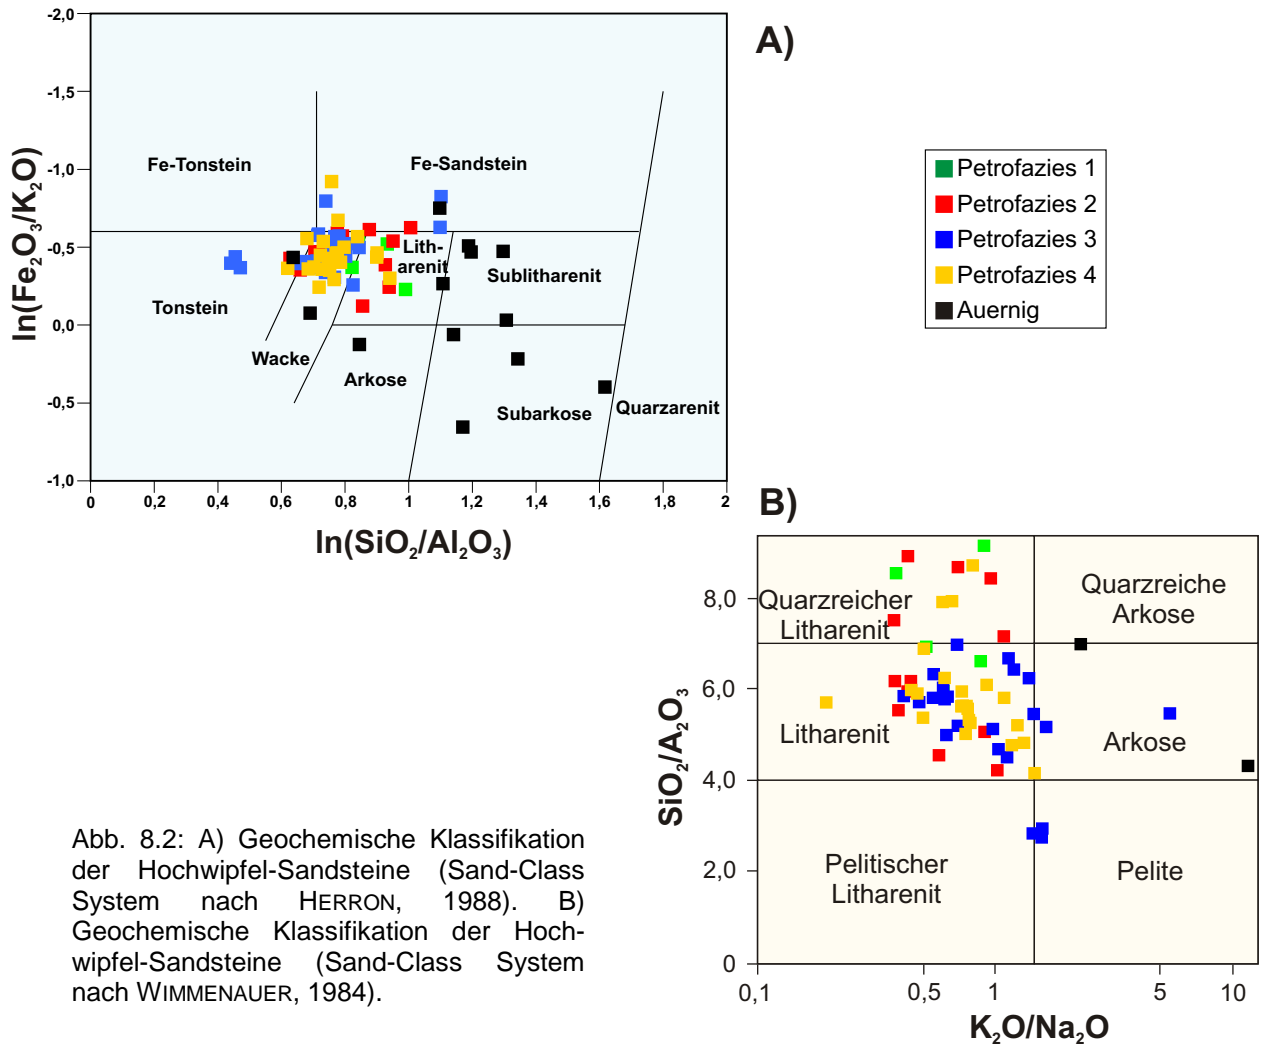 -2,0
-1,5
-1,0
-0,5
0,0
-0,5
-1,0
ln(Fe2O3/K2O)
0
0,2
0,4
0,6
0,8
1
1,2
1,4
1,6
1,8
2
ln(SiO2/Al2O3)
Fe-Tonstein
Fe-Sandstein
Lith-
arenit
Sublitharenit
Tonstein
Wacke
Arkose
Subarkose
Quarzarenit
A)
Petrofazies 1
Petrofazies 2
Petrofazies 3
Petrofazies 4
Auernig
B)
8,0
6,0
4,0
2,0
0
SiO2/A2O3
0,1
0,5
1
5
10
K2O/Na2O
Quarzreicher
Litharenit
Quarzreiche
Arkose
Litharenit
Arkose
Pelitischer
Litharenit
Pelite
Abb. 8.2: A) Geochemische Klassifikation
der Hochwipfel-Sandsteine (Sand-Class
System nach HERRON, 1988). B)
Geochemische Klassifikation der Hoch-
wipfel-Sandsteine (Sand-Class System
nach WIMMENAUER, 1984).